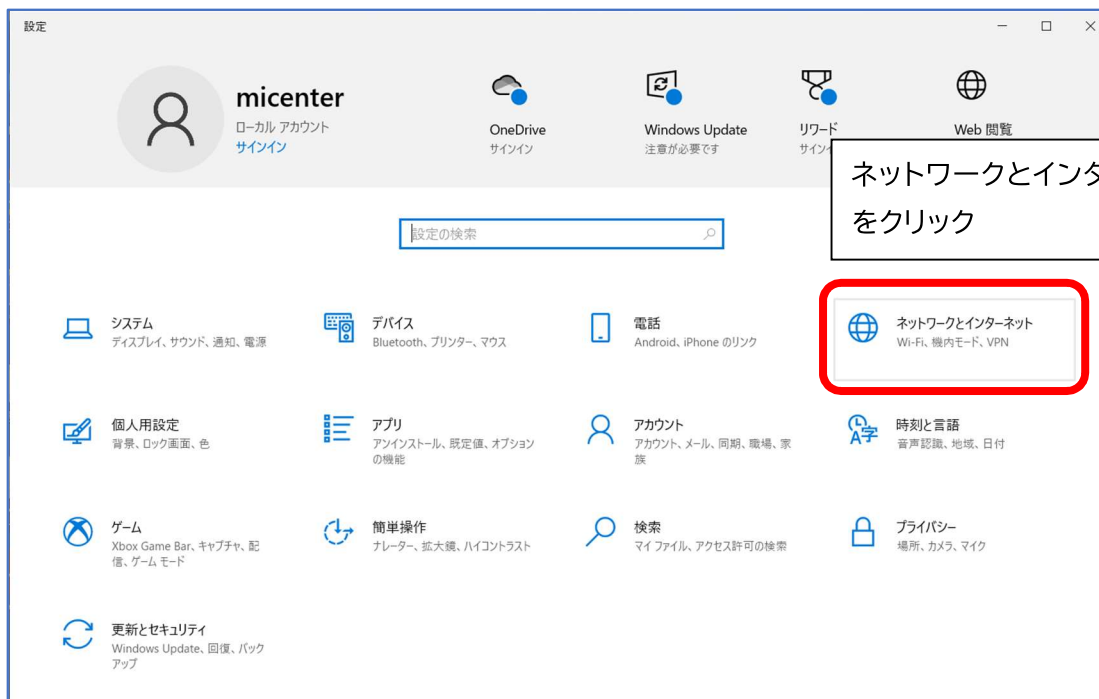 設定
micenter
ローカル アカウント
サインイン
OneDrive
サインイン
Windows Update
注意が必要です
リワード
サインイ
Web 閲覧
ネットワークとインタ
をクリック
設定の検索
システム
ディスプレイ、サウンド、通知、電源
デバイス
Bluetooth、プリンター、マウス
電話
Android、iPhone のリンク
ネットワークとインターネット
Wi-Fi、機内モード、VPN
個人用設定
背景、ロック画面、色
アプリ
アンインストール、既定値、オプション
の機能
アカウント
アカウント、メール、同期、職場、家
族
時刻と言語
音声認識、地域、日付
ゲーム
Xbox Game Bar、キャプチャ、配
信、ゲーム モード
簡単操作
ナレーター、拡大鏡、ハイコントラスト
検索
マイ ファイル、アクセス許可の検索
プライバシー
場所、カメラ、マイク
更新とセキュリティ
Windows Update、回復、バック
アップ